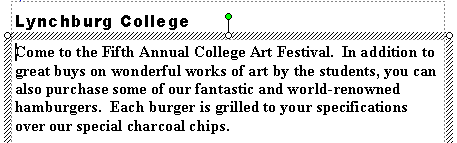 Lynchburg College
Come to the Fifth Annual College Art Festival.  In addition to
great buys on wonderful works of art by the students, you can
also purchase some of our fantastic and world-renowned
hamburgers.  Each burger is grilled to your specifications
over our special charcoal chips.